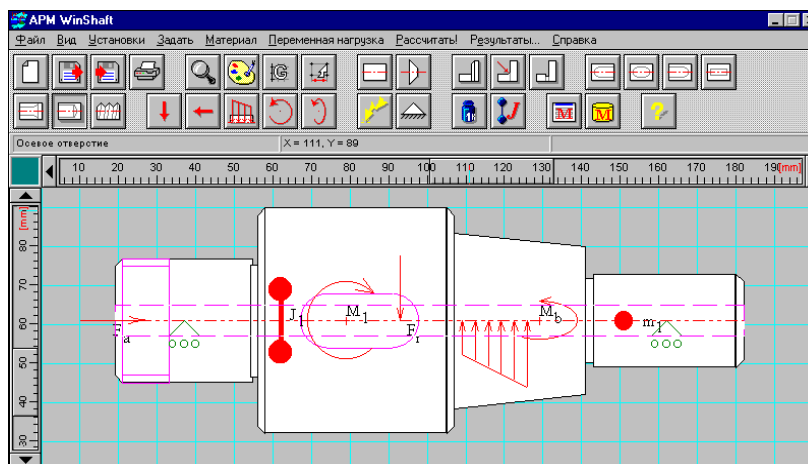 APM WinShaft
Файл Вид Установки Задать Материал Переменная нагрузка Рассчитать! Результаты... Справка
Осевое отверстие X = 111, Y = 89
10 20 30 40 50 60 70 80 90 100 110 120 130 140 150 160 170 180 190 [mm]
[mm]
80
70
60
50
40
30
Fa J1 M1 Fr Mb m1